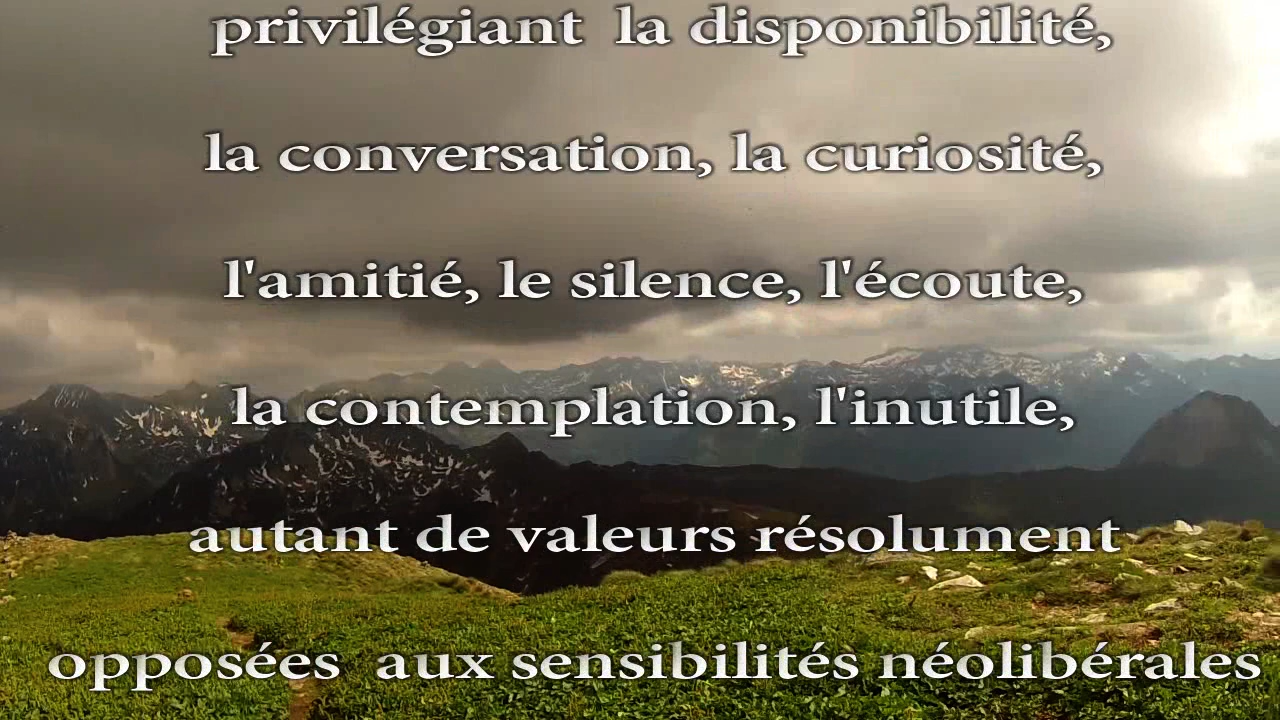 privilégiant la disponibilité,
la conversation, la curiosité,
l'amitié, le silence, l'écoute,
la contemplation, l'inutile,
autant de valeurs résolument
opposées aux sensibilités néolibérales